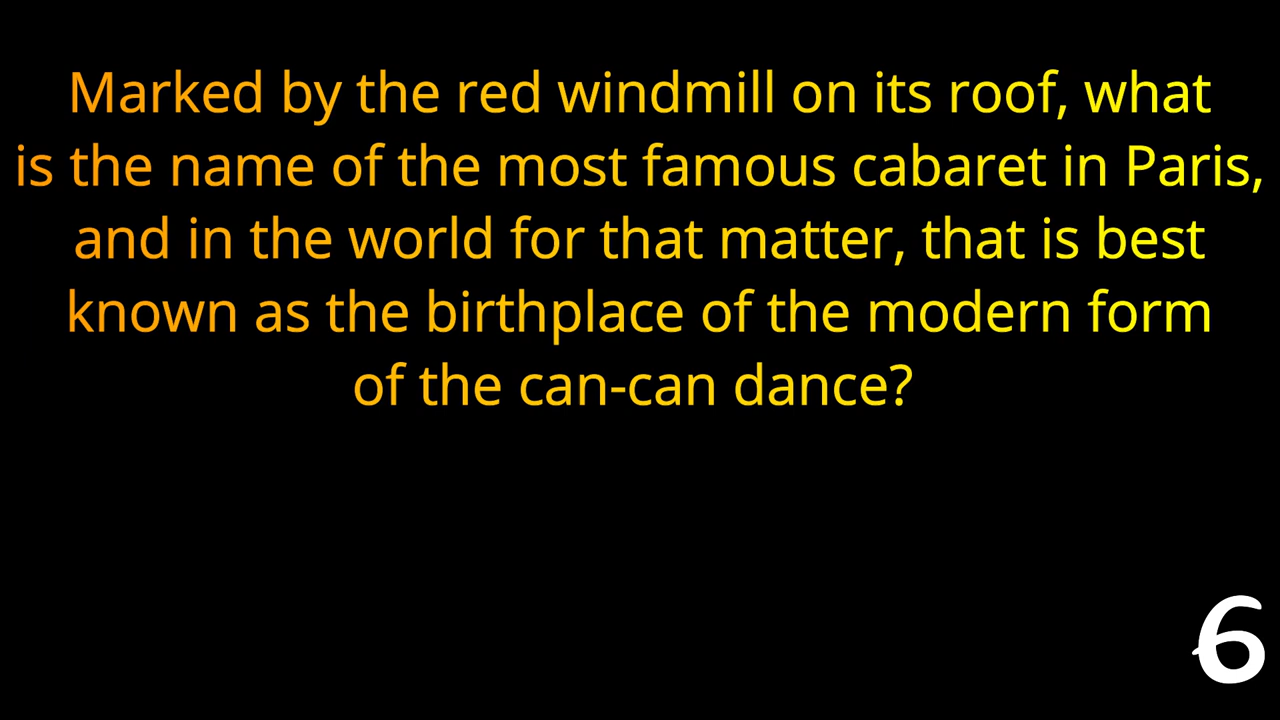 Marked by the red windmill on its roof, what
is the name of the most famous cabaret in Paris,
and in the world for that matter, that is best
known as the birthplace of the modern form
of the can-can dance?
6